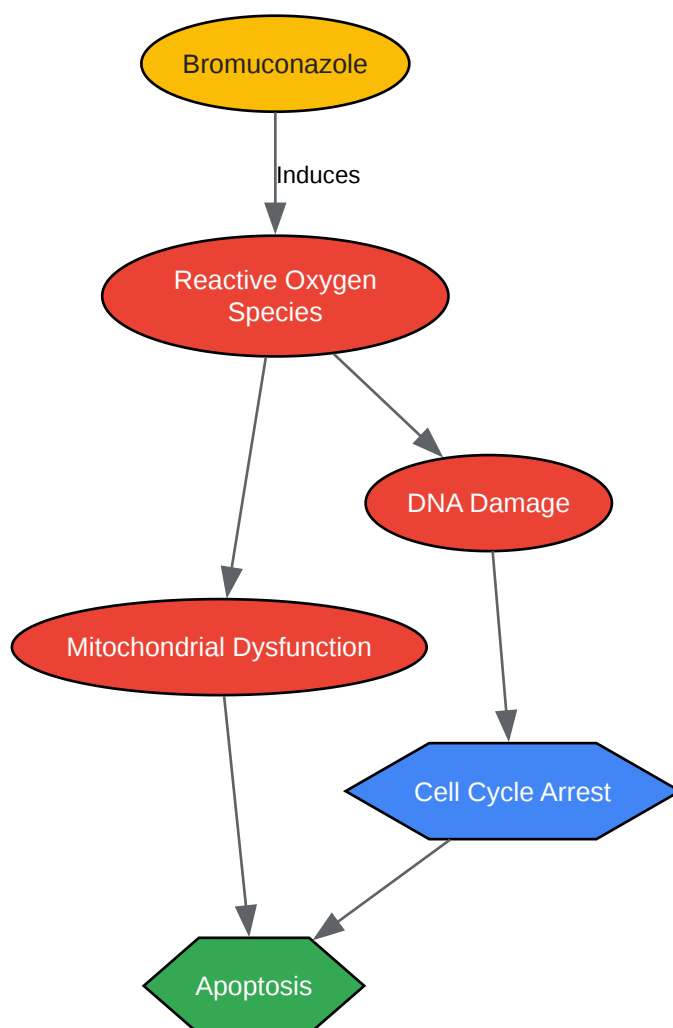 Bromuconazole
Induces
Reactive Oxygen
Species
DNA Damage
Mitochondrial Dysfunction
Cell Cycle Arrest
Apoptosis